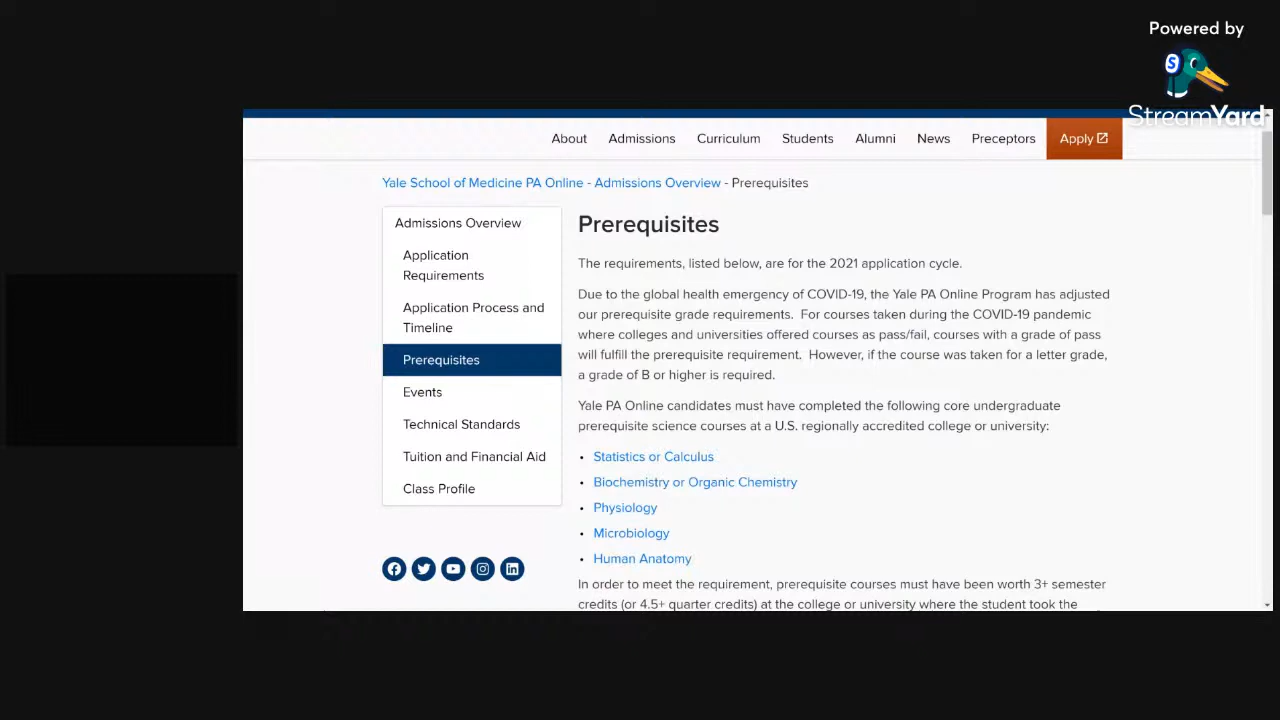 Powered by
S
StreamYard
About Admissions Curriculum Students Alumni News Preceptors Apply
Yale School of Medicine PA Online - Admissions Overview - Prerequisites
Admissions Overview
Application
Requirements
Application Process and
Timeline
Prerequisites
Events
Technical Standards
Tuition and Financial Aid
Class Profile
Prerequisites
The requirements, listed below, are for the 2021 application cycle.
Due to the global health emergency of COVID-19, the Yale PA Online Program has adjusted
our prerequisite grade requirements. For courses taken during the COVID-19 pandemic
where colleges and universities offered courses as pass/fail, courses with a grade of pass
will fulfill the prerequisite requirement. However, if the course was taken for a letter grade,
a grade of B or higher is required.
Yale PA Online candidates must have completed the following core undergraduate
prerequisite science courses at a U.S. regionally accredited college or university:
• Statistics or Calculus
• Biochemistry or Organic Chemistry
• Physiology
• Microbiology
• Human Anatomy
In order to meet the requirement, prerequisite courses must have been worth 3+ semester
credits (or 4.5+ quarter credits) at the college or university where the student took the